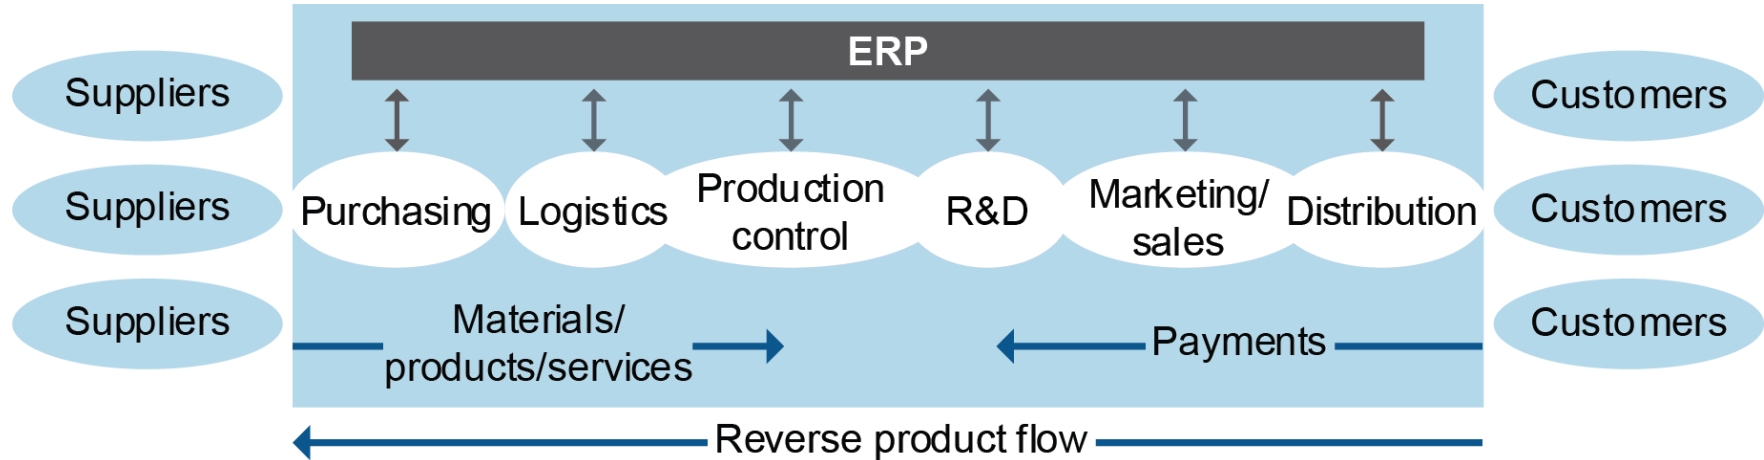 ERP
Suppliers
Customers
Suppliers
Purchasing
Logistics
Production
control
R&D
Marketing/
sales
Distribution
Customers
Suppliers
Materials/
products/services
Payments
Customers
Reverse product flow